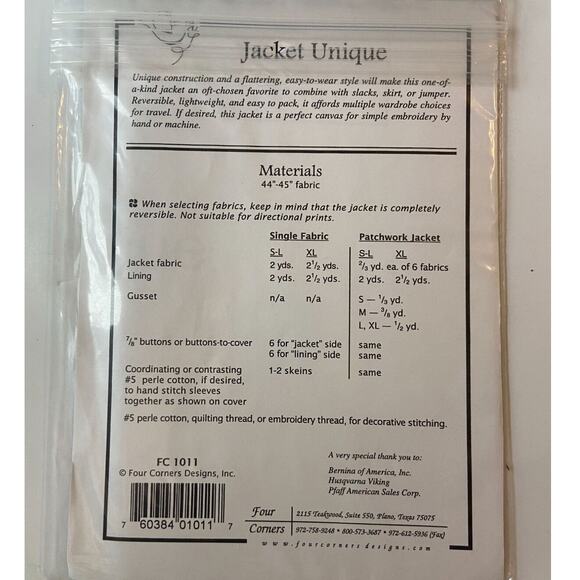 Jacket Unique
Unique construction and a flattering, easy-to-wear style will make this one-of-
a-kind jacket an oft-chosen favorite to combine with slacks, skirt, or jumper.
Reversible, lightweight, and easy to pack, it affords multiple wardrobe choices
for travel. If desired, this jacket is a perfect canvas for simple embroidery by
hand or machine.
Materials
44"-45" fabric
When selecting fabrics, keep in mind that the jacket is completely
reversible. Not suitable for directional prints.
Single Fabric Patchwork Jacket
S-L XL S-L XL
Jacket fabric 2 yds. 2 1/2 yds. 2/3 yd. ea. of 6 fabrics
Lining 2 yds. 2 1/2 yds. 2 yds. 2 1/2 yds.
Gusset n/a n/a S — 1/3 yd.
M — 3/8 yd.
L, XL — 1/2 yd.
7/8" buttons or buttons-to-cover 6 for "jacket" side same
6 for "lining" side same
Coordinating or contrasting 1-2 skeins same
#5 perle cotton, if desired,
to hand stitch sleeves
together as shown on cover
#5 perle cotton, quilting thread, or embroidery thread, for decorative stitching.
FC 1011
© Four Corners Designs, Inc.
7 60384 01011 7
A very special thank you to:
Bernina of America, Inc.
Husqvarna Viking
Pfaff American Sales Corp.
Four Corners
2115 Teakwood, Suite 550, Plano, Texas 75075
972-758-9248 • 800-573-3687 • 972-612-5936 (Fax)
www.fourcornersdesigns.com